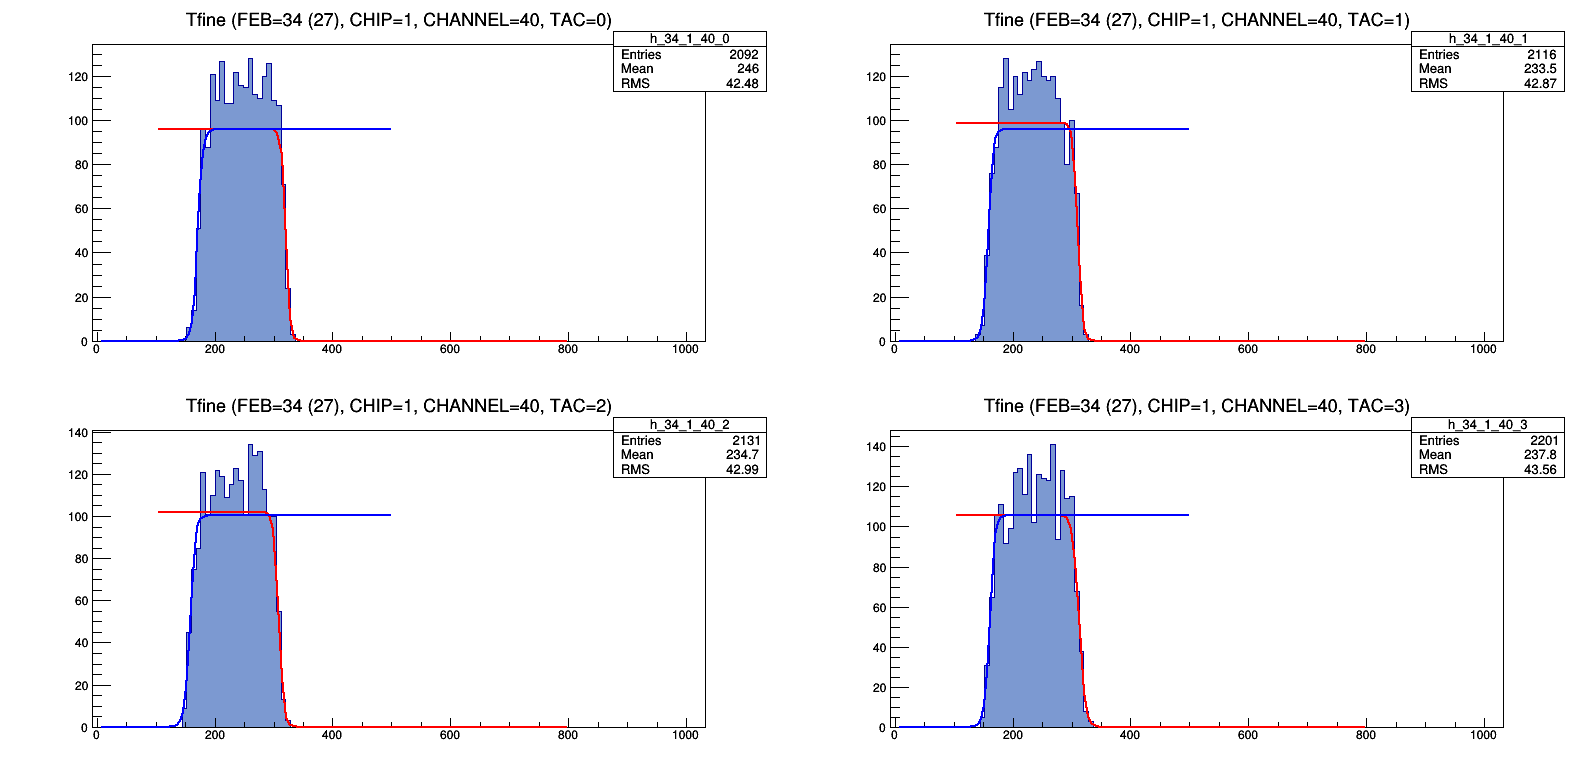 Tfine (FEB=34 (27), CHIP=1, CHANNEL=40, TAC=0)
h_34_1_40_0
Entries 2092
Mean 246
RMS 42.48
120
100
80
60
40
20
0
0 200 400 600 800 1000
Tfine (FEB=34 (27), CHIP=1, CHANNEL=40, TAC=1)
h_34_1_40_1
Entries 2116
Mean 233.5
RMS 42.87
120
100
80
60
40
20
0
0 200 400 600 800 1000
Tfine (FEB=34 (27), CHIP=1, CHANNEL=40, TAC=2)
h_34_1_40_2
Entries 2131
Mean 234.7
RMS 42.99
140
120
100
80
60
40
20
0
0 200 400 600 800 1000
Tfine (FEB=34 (27), CHIP=1, CHANNEL=40, TAC=3)
h_34_1_40_3
Entries 2201
Mean 237.8
RMS 43.56
140
120
100
80
60
40
20
0
0 200 400 600 800 1000